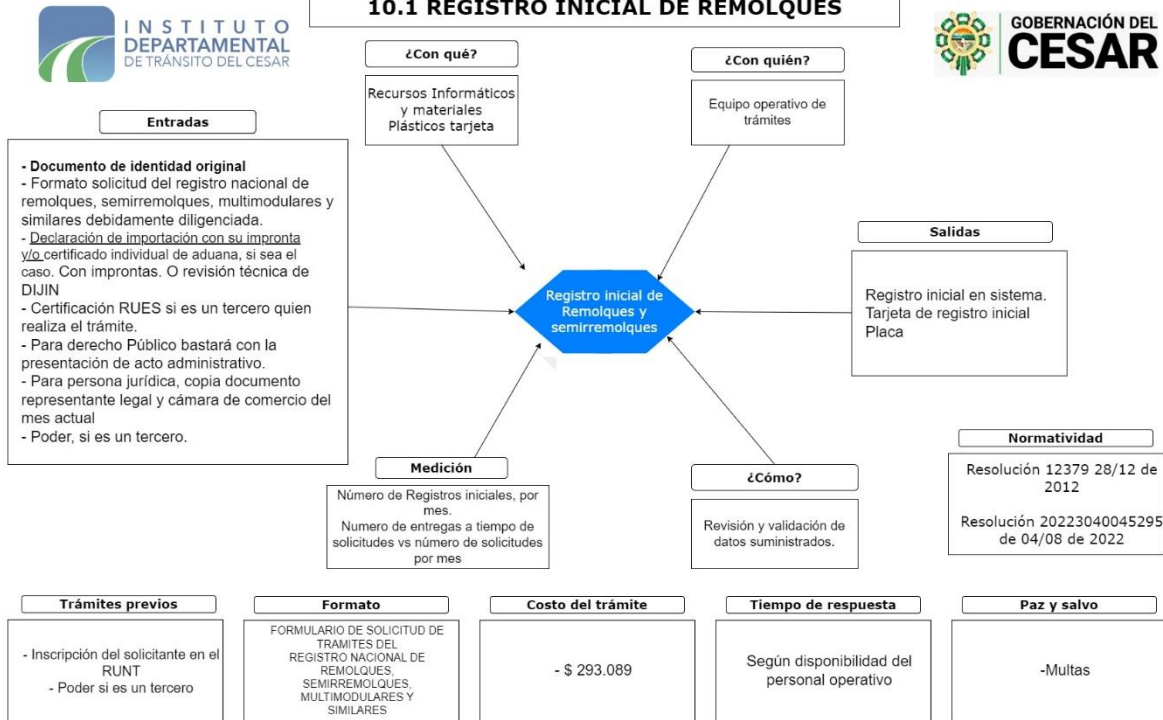 10.1 REGISTRO INICIAL DE REMOLQUES
INSTITUTO
DEPARTAMENTAL
DE TRÁNSITO DEL CESAR
GOBERNACIÓN DEL
CESAR
¿Con qué?
Recursos Informáticos
y materiales
Plásticos tarjeta
¿Con quién?
Equipo operativo de
trámites
Entradas
- Documento de identidad original
- Formato solicitud del registro nacional de
remolques, semirremolques, multimodulares y
similares debidamente diligenciada.
- Declaración de importación con su impronta
y/o certificado individual de aduana, si sea el
caso. Con improntas. O revisión técnica de
DIJIN
- Certificación RUES si es un tercero quien
realiza el trámite.
- Para derecho Público bastará con la
presentación de acto administrativo.
- Para persona jurídica, copia documento
representante legal y cámara de comercio del
mes actual
- Poder, si es un tercero.
Registro inicial de
Remolques y
semirremolques
Salidas
Registro inicial en sistema.
Tarjeta de registro inicial
Placa
Medición
Número de Registros iniciales, por
mes.
Numero de entregas a tiempo de
solicitudes vs número de solicitudes
por mes
¿Cómo?
Revisión y validación de
datos suministrados.
Normatividad
Resolución 12379 28/12 de
2012
Resolución 20223040045295
de 04/08 de 2022
Trámites previos
- Inscripción del solicitante en el
RUNT
- Poder si es un tercero
Formato
FORMULARIO DE SOLICITUD DE
TRAMITES DEL
REGISTRO NACIONAL DE
REMOLQUES,
SEMIRREMOLQUES,
MULTIMODULARES Y
SIMILARES
Costo del trámite
- $ 293.089
Tiempo de respuesta
Según disponibilidad del
personal operativo
Paz y salvo
-Multas